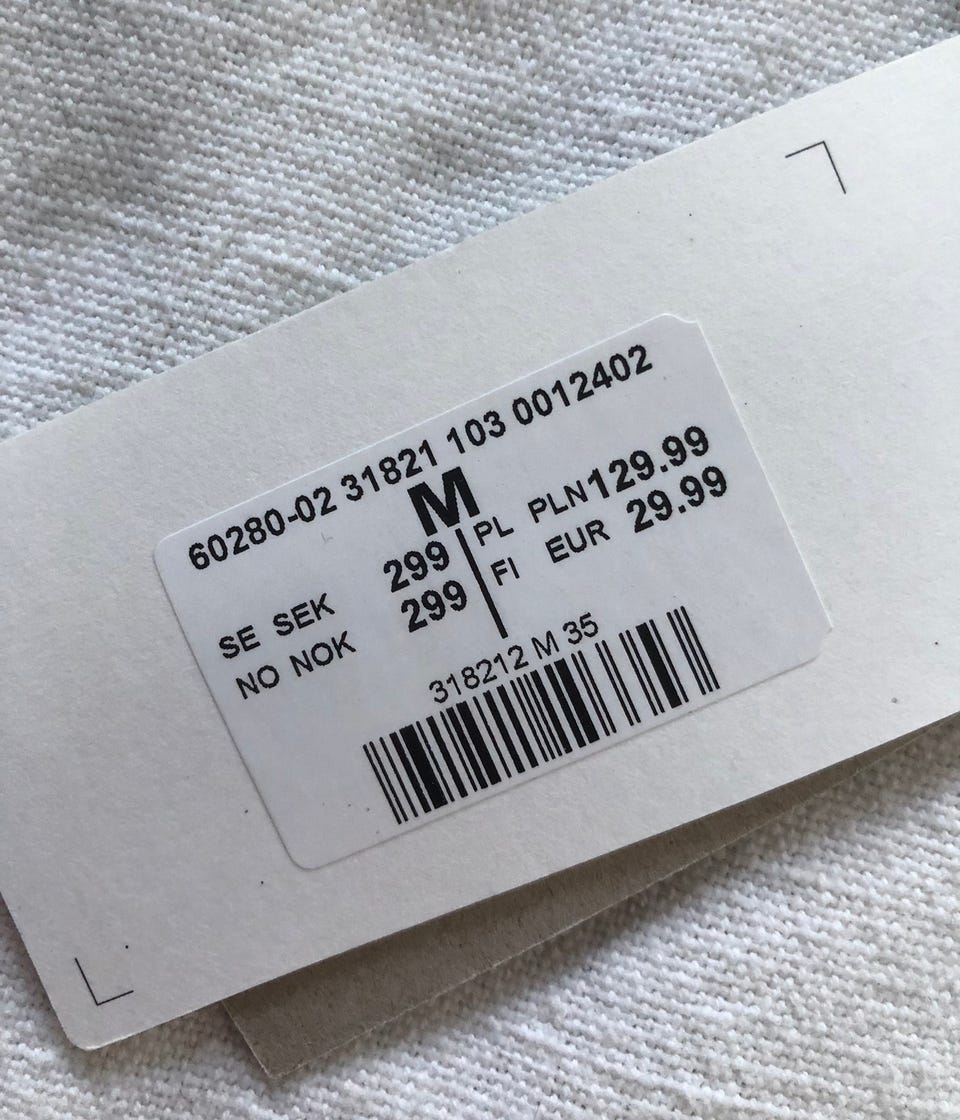 60280-02 31821 103 0012402
M
SE SEK 299 PL PLN129.99
NO NOK 299 FI EUR 29.99
318212 M 35